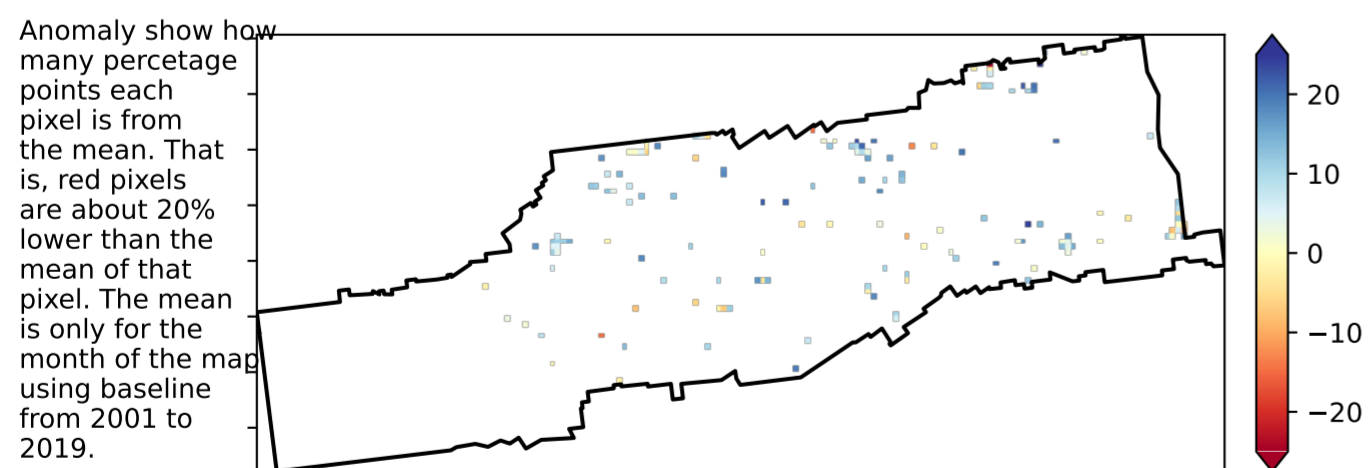 Anomaly show how
many percetage
points each
pixel is from
the mean. That
is, red pixels
are about 20%
lower than the
mean of that
pixel. The mean
is only for the
month of the map
using baseline
from 2001 to
2019.
20
10
0
−10
−20